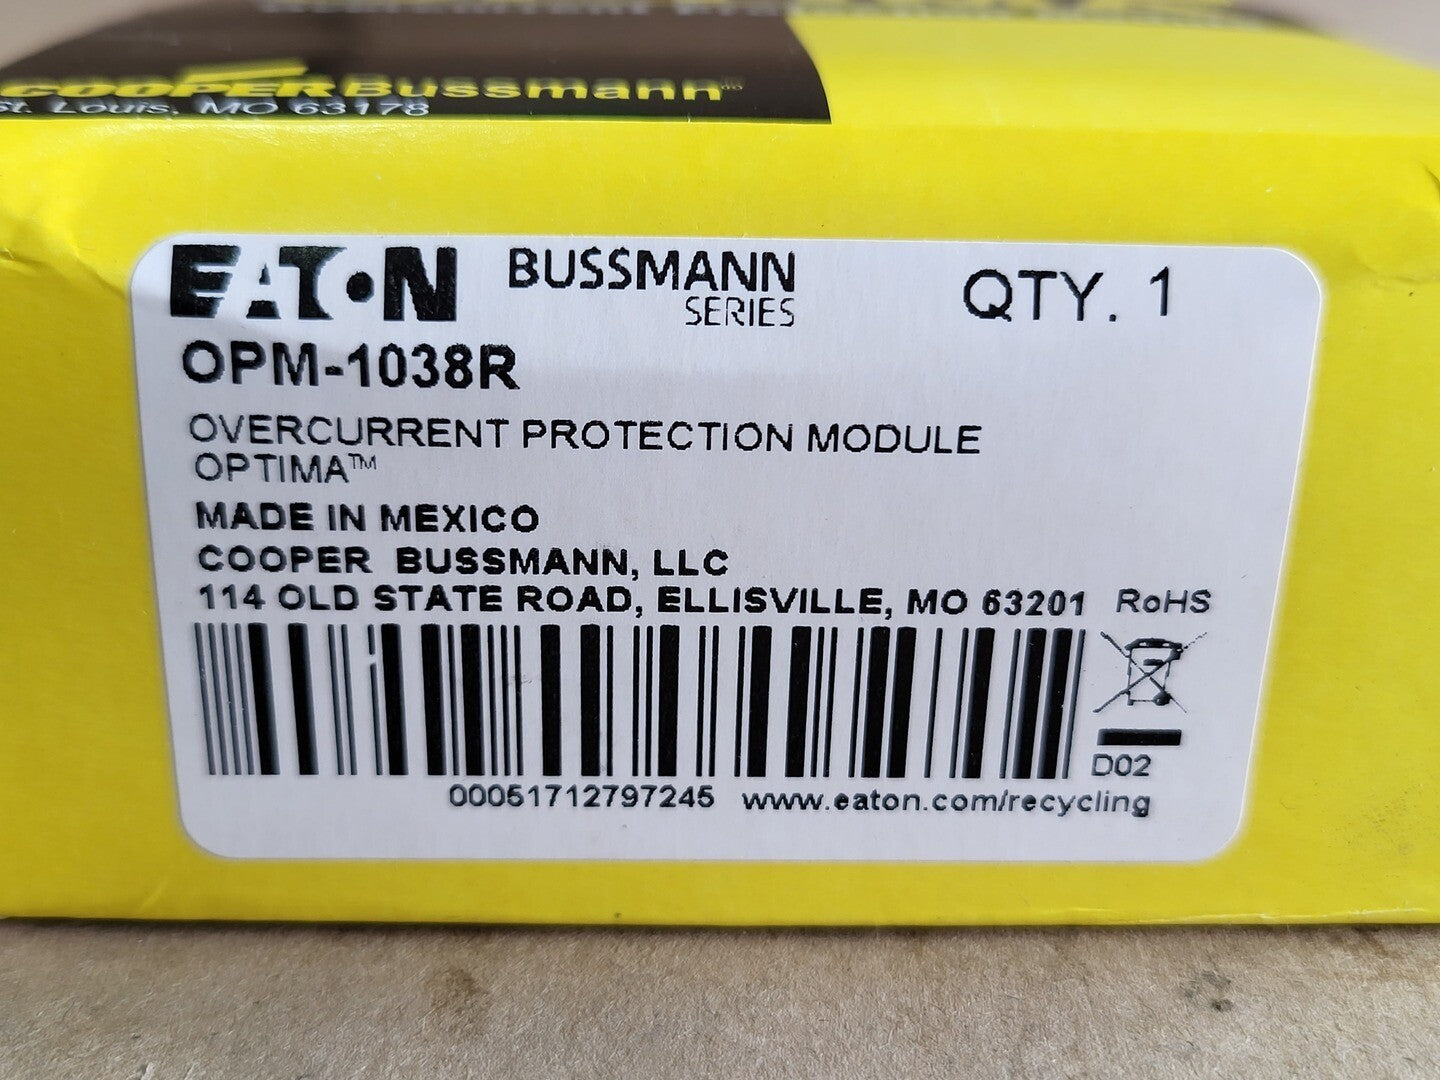 COOPER Bussmann
St. Louis, MO 63178
EATON BUSSMANN SERIES QTY. 1
OPM-1038R
OVERCURRENT PROTECTION MODULE
OPTIMA™
MADE IN MEXICO
COOPER BUSSMANN, LLC
114 OLD STATE ROAD, ELLISVILLE, MO 63201 RoHS
D02
00051712797245 www.eaton.com/recycling